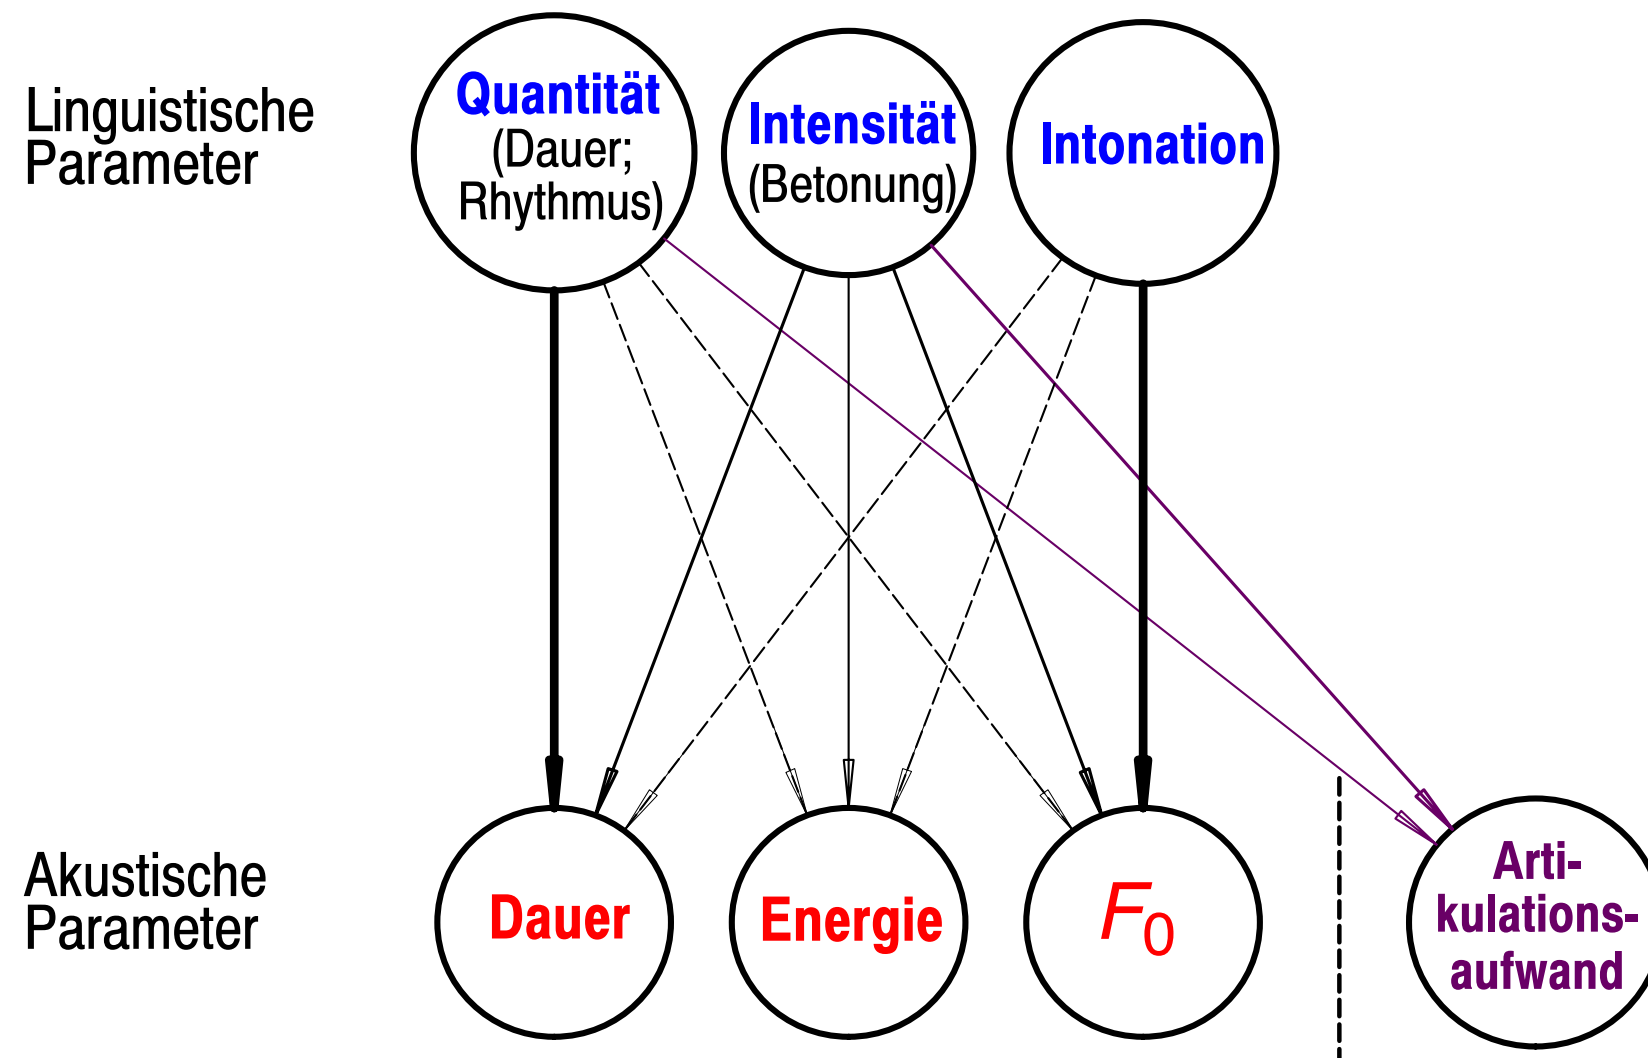 Linguistische
Parameter
Quantität
(Dauer;
Rhythmus)
Intensität
(Betonung)
Intonation
Akustische
Parameter
Dauer
Energie
F0
Arti-
kulations-
aufwand